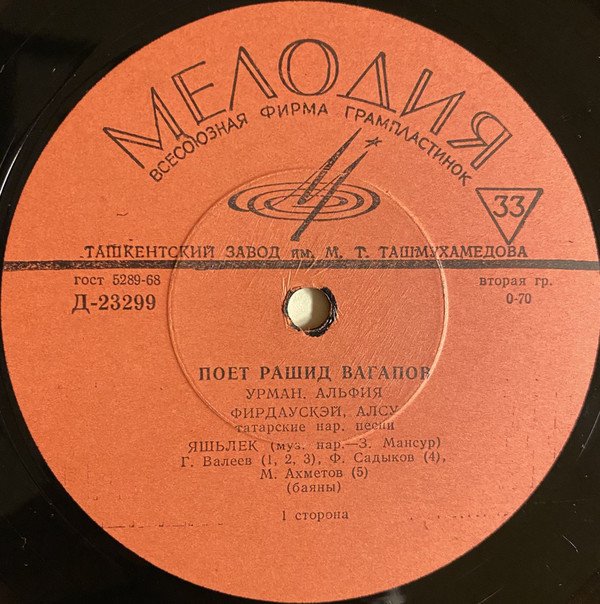 МЕЛОДИЯ
ВСЕСОЮЗНАЯ ФИРМА ГРАМПЛАСТИНОК
33
ТАШКЕНТСКИЙ ЗАВОД им. М. Т. ТАШМУХАМЕДОВА
гост 5289-68
вторая гр.
Д-23299
0-70
ПОЕТ РАШИД ВАГАПОВ
УРМАН, АЛЬФИЯ
ФИРДАУСКЭЙ, АЛСУ
татарские нар. песни
ЯШЬЛЕК (муз. нар.—З. Мансур)
Г. Валеев (1, 2, 3), Ф. Садыков (4),
М. Ахметов (5)
(баяны)
1 сторона